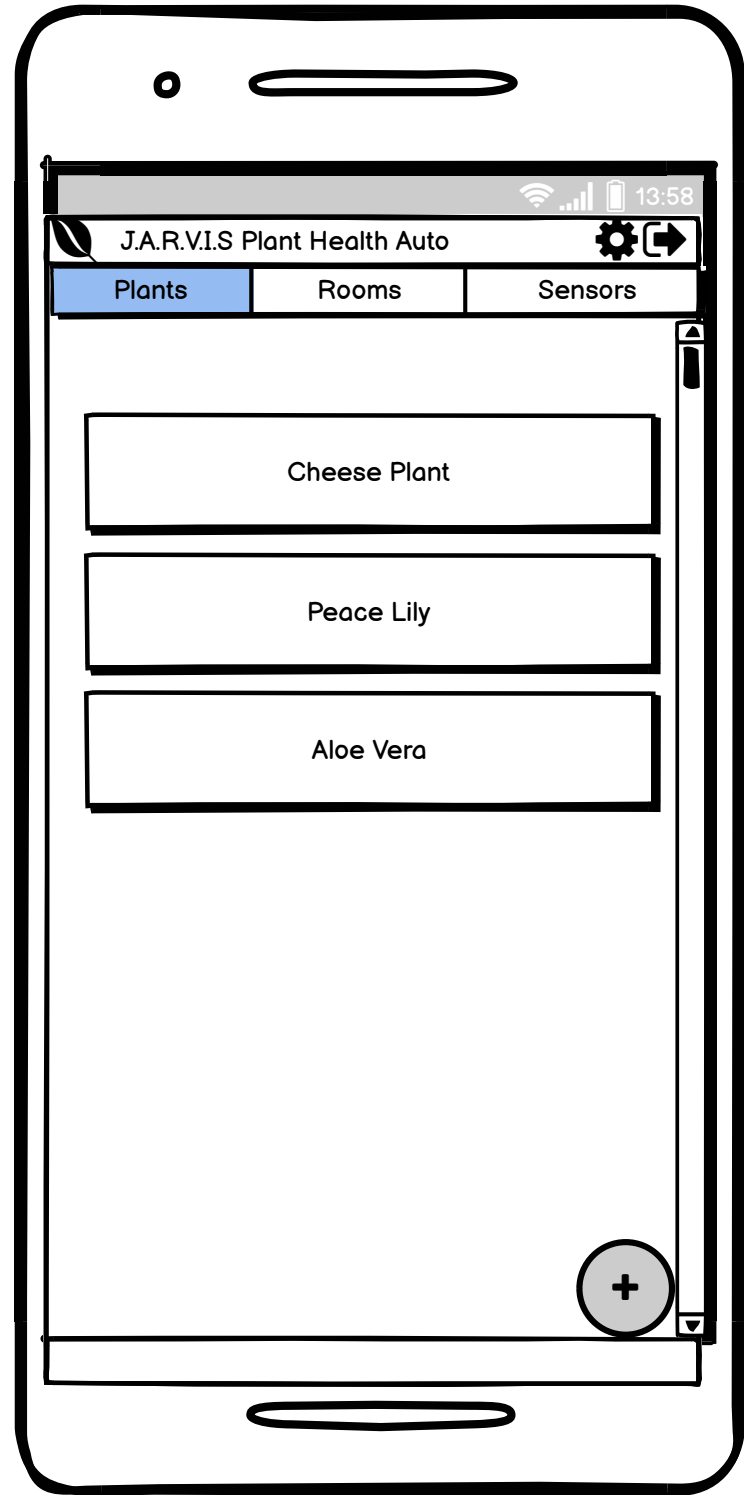 13:58
J.A.R.V.I.S Plant Health Auto
Plants Rooms Sensors
Cheese Plant
Peace Lily
Aloe Vera
+